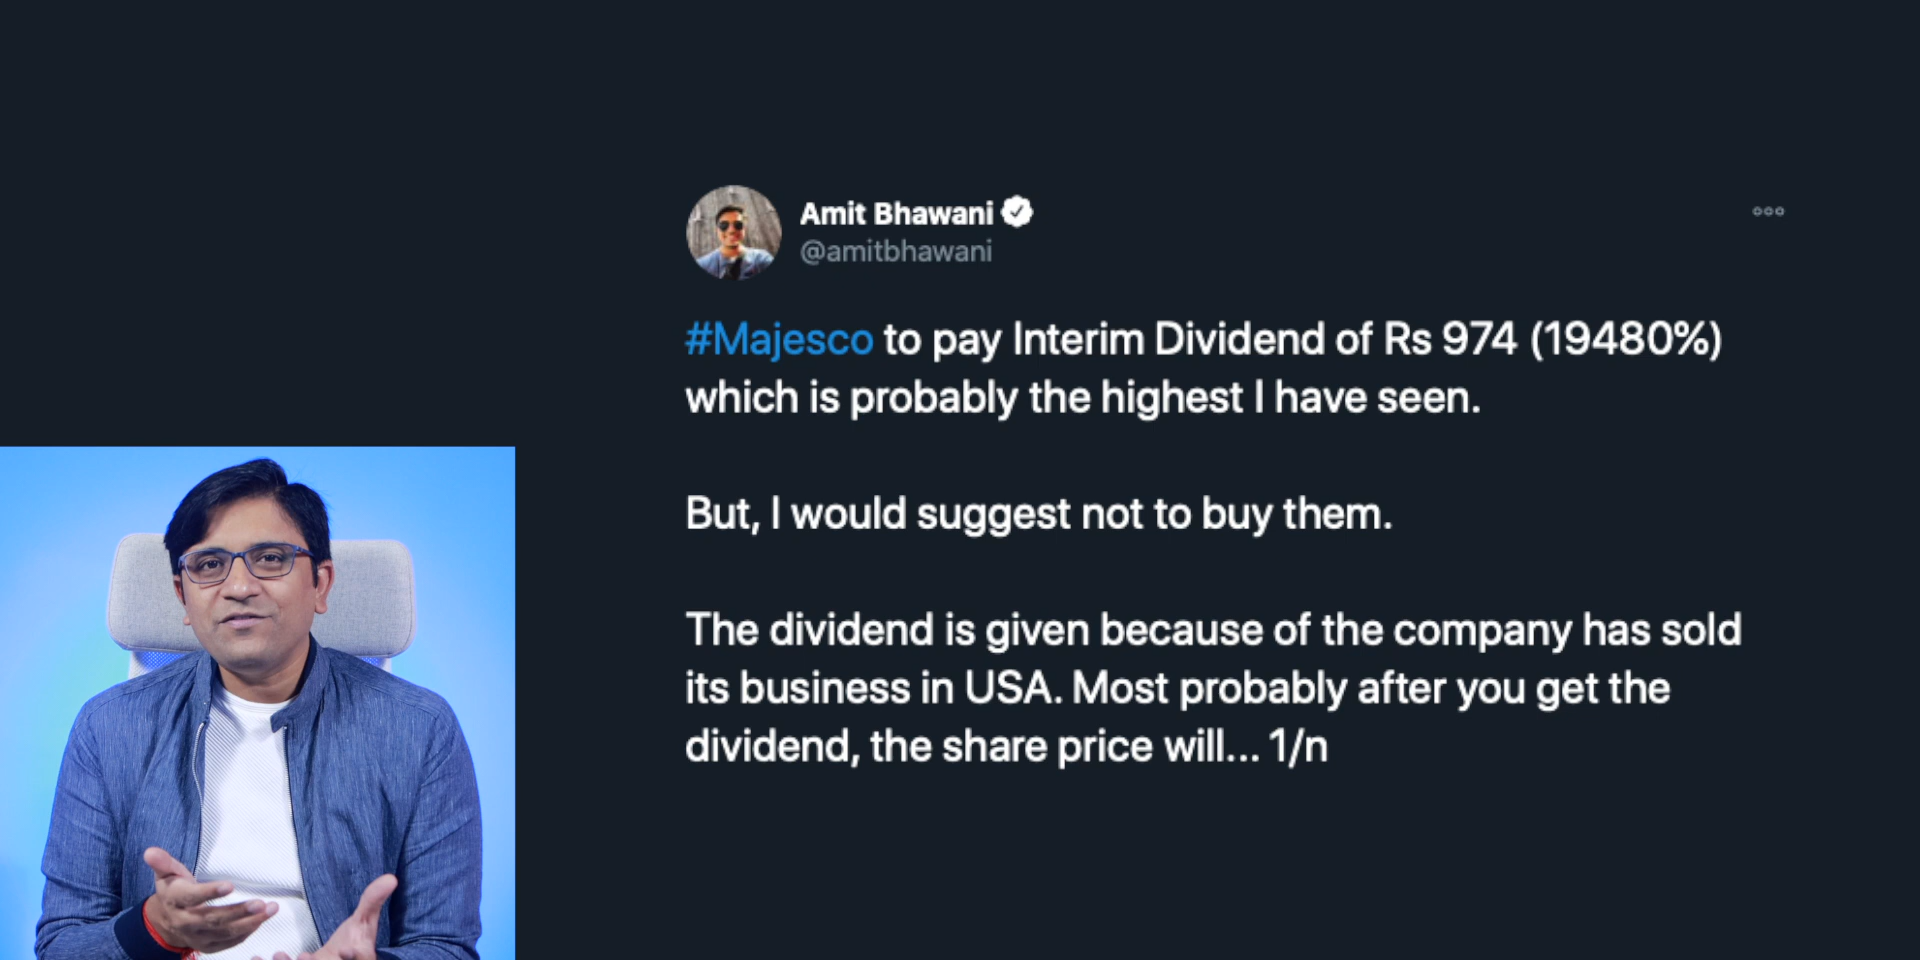 Amit Bhawani
@amitbhawani
#Majesco to pay Interim Dividend of Rs 974 (19480%)
which is probably the highest I have seen.
But, I would suggest not to buy them.
The dividend is given because of the company has sold
its business in USA. Most probably after you get the
dividend, the share price will... 1/n